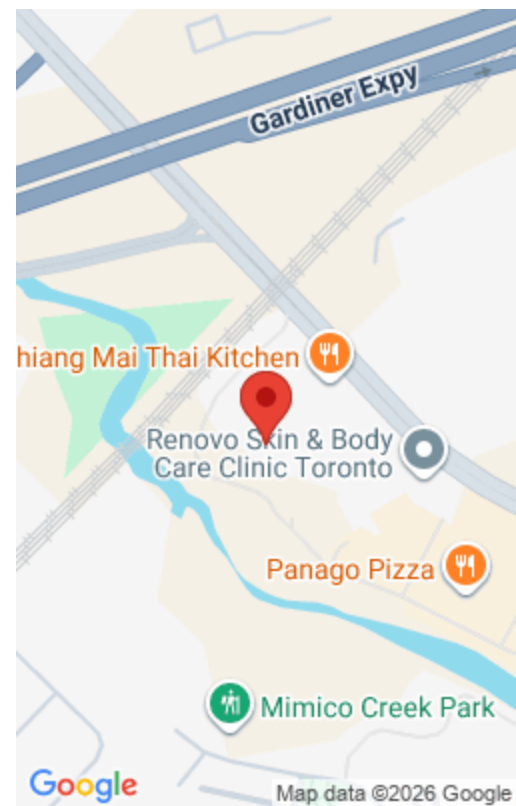 Gardiner Expy
hiang Mai Thai Kitchen
Renovo Skin & Body
Care Clinic Toronto
Panago Pizza
Mimico Creek Park
Google
Map data ©2026 Google